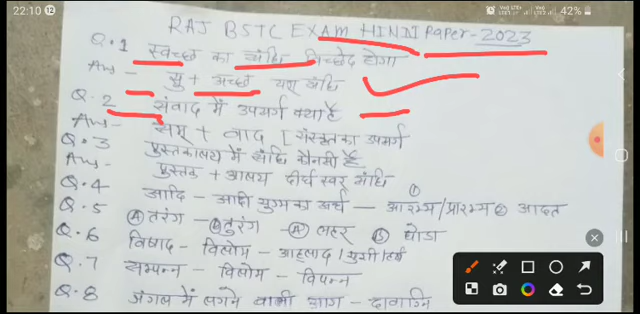 22:10
42%
RAJ BSTC EXAM HINDI Paper-2023
Q.1 स्वच्छ का संधि विच्छेद होगा
Ans - सु + अच्छ यण संधि
Q.2 संवाद में उपसर्ग क्या है
Ans- सम् + वाद [संस्कृत का उपसर्ग
Q.3 पुस्तकालय में संधि कौनसी है
Ans- पुस्तक + आलय दीर्घ स्वर संधि
Q.4 आदि - आदी युग्म का अर्थ - ① आरम्भ/प्रारम्भ ② आदत
Q.5 Ⓐ तरंग - Ⓑ तुरंग - Ⓐ लहर Ⓑ घोडा
Q.6 विषाद - विलोम - आह्लाद/खुशी/हर्ष
Q.7 सम्पन्न - विलोम - विपन्न
Q.8 जंगल में लगने वाली आग - दावाग्नि